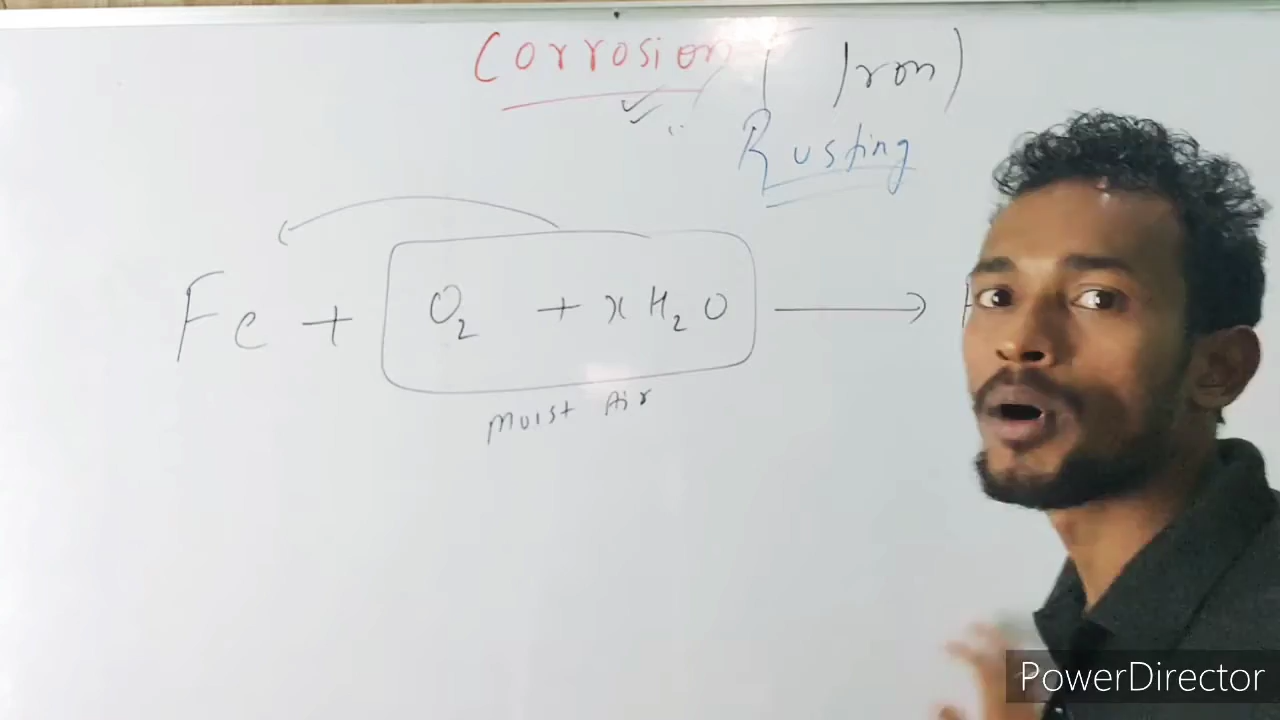 Corrosion ( Iron)
Rusting
Fe + O2 + x H2O →
Moist Air
PowerDirector